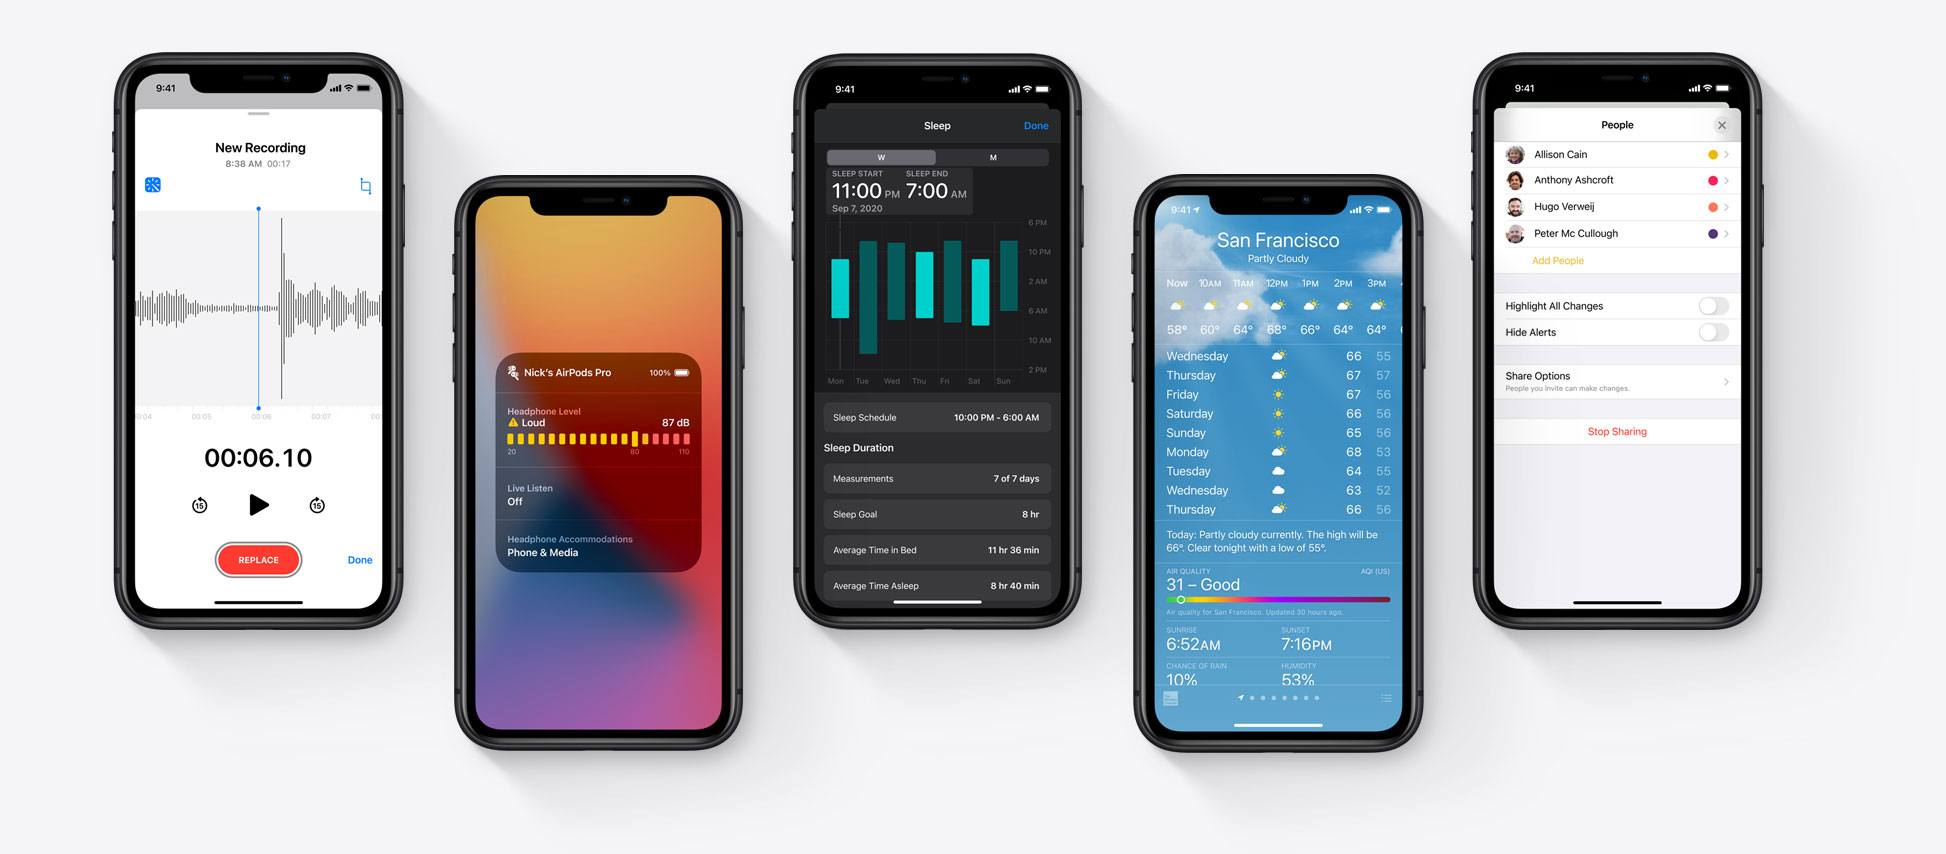 9:41
New Recording
8:38 AM 00:17
00:04 00:05 00:06 00:07
00:06.10
15 15
REPLACE
Done
Nick's AirPods Pro 100%
Headphone Level
Loud 87 dB
20 80 110
Live Listen
Off
Headphone Accommodations
Phone & Media
9:41
Sleep Done
W M
SLEEP START SLEEP END
11:00 PM 7:00 AM
Sep 7, 2020
6 PM
10 PM
2 AM
6 AM
10 AM
2 PM
Mon Tue Wed Thu Fri Sat Sun
Sleep Schedule 10:00 PM - 6:00 AM
Sleep Duration
Measurements 7 of 7 days
Sleep Goal 8 hr
Average Time in Bed 11 hr 36 min
Average Time Asleep 8 hr 40 min
9:41
San Francisco
Partly Cloudy
Now 10AM 11AM 12PM 1PM 2PM 3PM
58° 60° 64° 68° 66° 64° 64°
Wednesday 66 55
Thursday 67 57
Friday 67 56
Saturday 66 56
Sunday 65 56
Monday 68 53
Tuesday 64 55
Wednesday 63 52
Thursday 66 56
Today: Partly cloudy currently. The high will be
66°. Clear tonight with a low of 55°.
AIR QUALITY AQI (US)
31 – Good
Air quality for San Francisco. Updated 30 hours ago.
SUNRISE SUNSET
6:52AM 7:16PM
CHANCE OF RAIN HUMIDITY
10% 53%
9:41
People
Allison Cain
Anthony Ashcroft
Hugo Verweij
Peter Mc Cullough
Add People
Highlight All Changes
Hide Alerts
Share Options
People you invite can make changes.
Stop Sharing